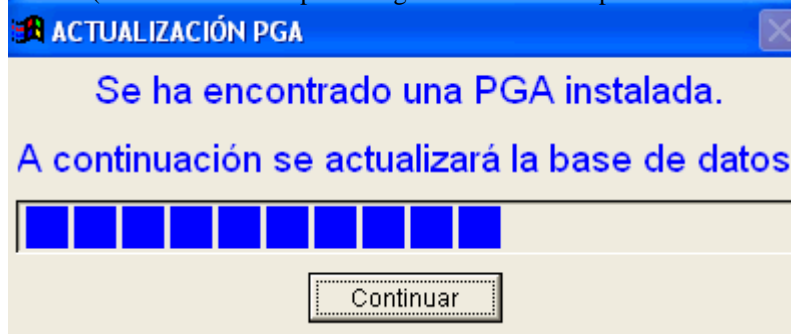 ACTUALIZACIÓN PGA
Se ha encontrado una PGA instalada.
A continuación se actualizará la base de datos
Continuar